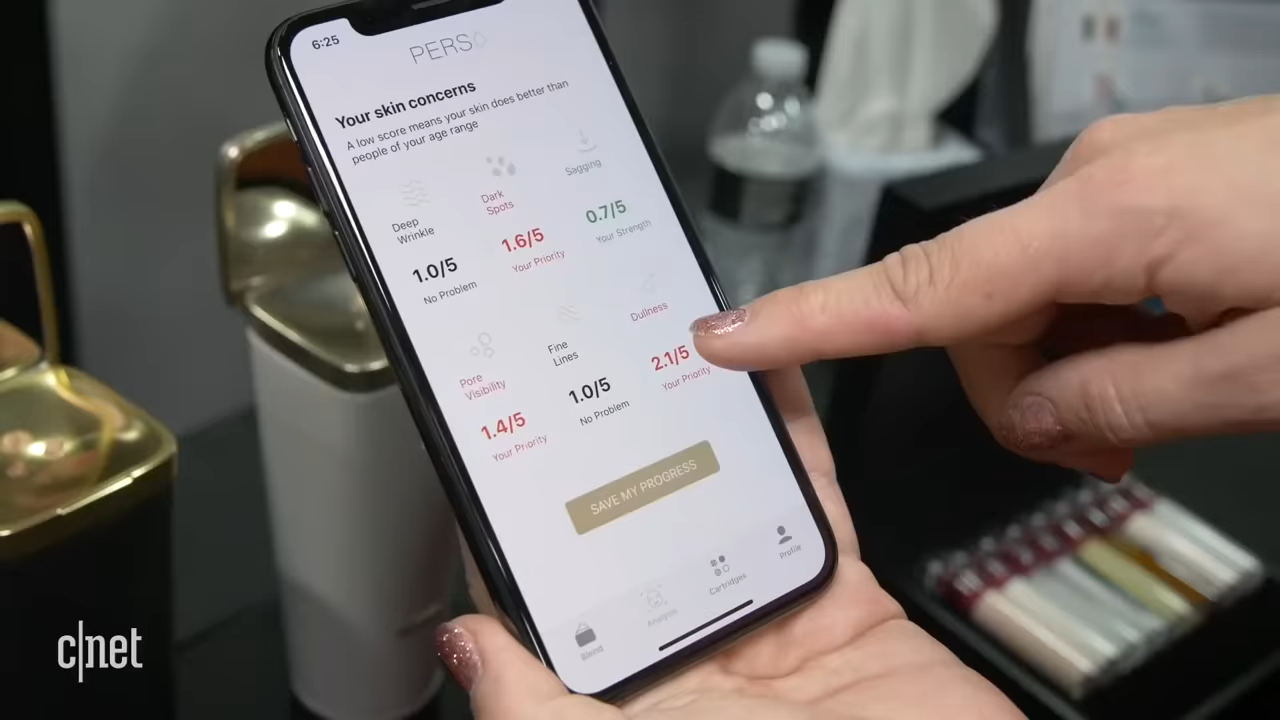 6:25
PERSO
Your skin concerns
A low score means your skin does better than
people of your age range
Deep
Wrinkle
1.0/5
No Problem
Dark
Spots
1.6/5
Your Priority
Sagging
0.7/5
Your Strength
Pore
Visibility
1.4/5
Your Priority
Fine
Lines
1.0/5
No Problem
Dullness
2.1/5
Your Priority
SAVE MY PROGRESS
Blend
Analysis
Cartridges
Profile
c|net